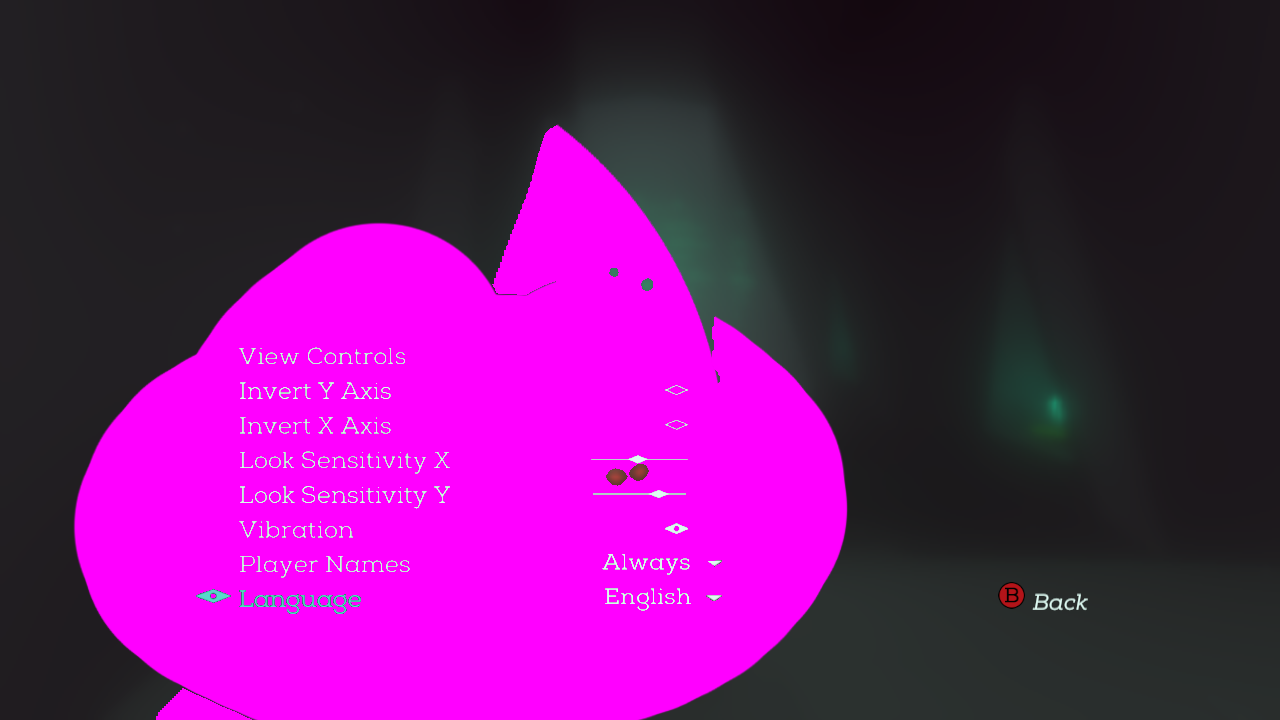 View Controls
Invert Y Axis
Invert X Axis
Look Sensitivity X
Look Sensitivity Y
Vibration
Player Names Always
Language English
B Back